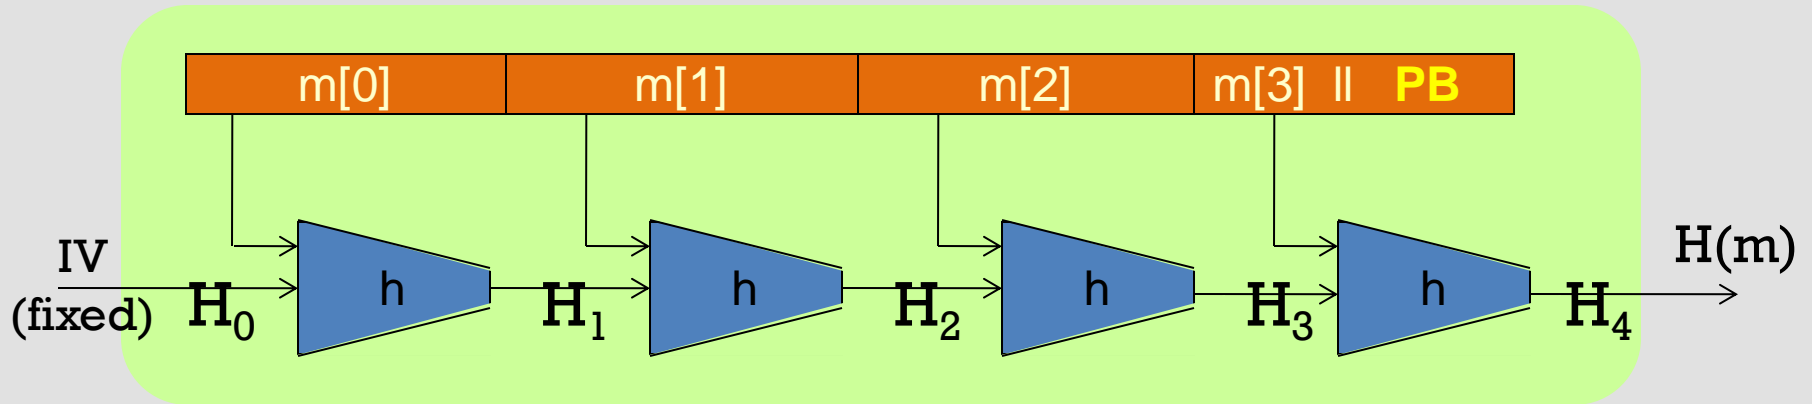 m[0] m[1] m[2] m[3] ll PB
IV H(m)
h h h h
(fixed) H₀ H₁ H₂ H₃ H₄